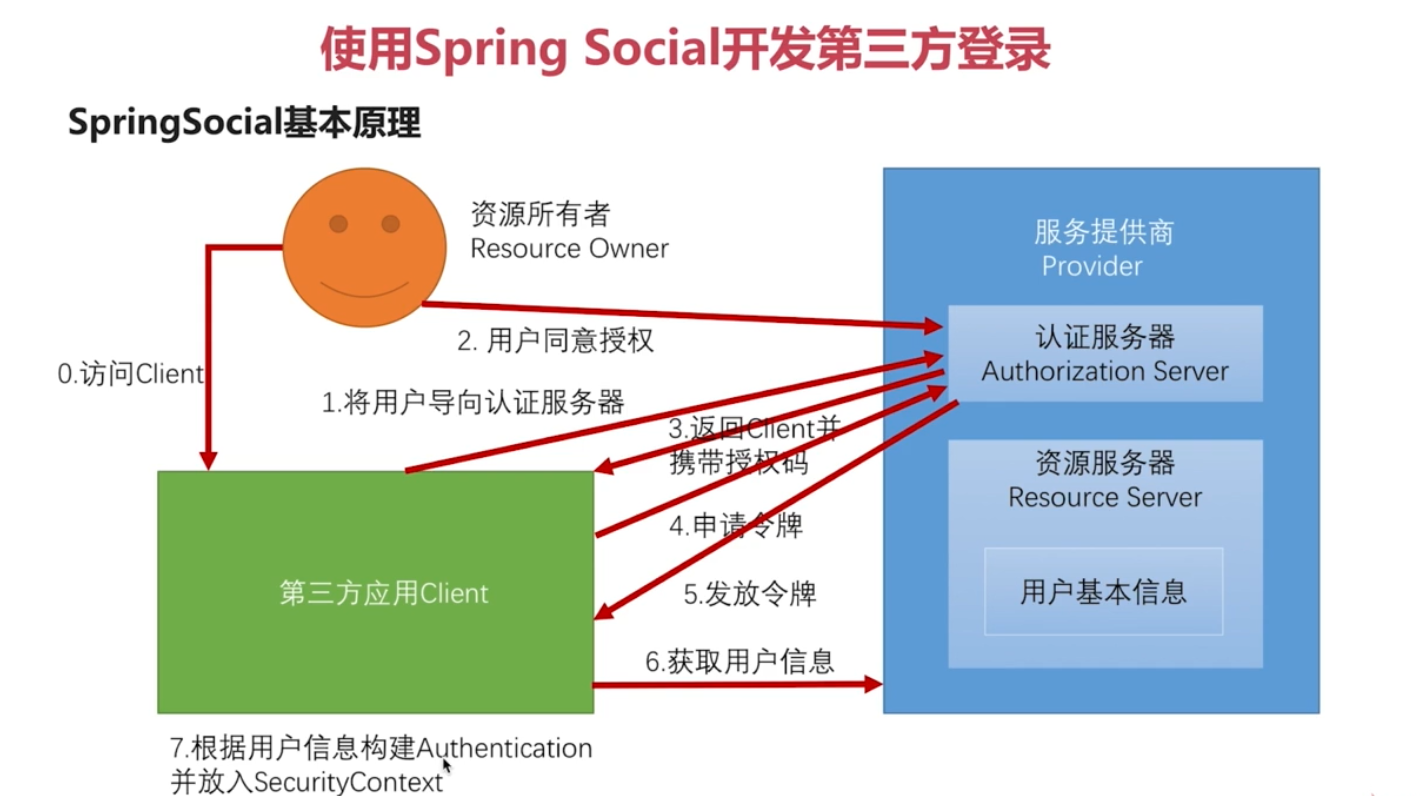 使用Spring Social开发第三方登录
SpringSocial基本原理
资源所有者
Resource Owner
服务提供商
Provider
认证服务器
Authorization Server
2. 用户同意授权
0.访问Client
1.将用户导向认证服务器
3.返回Client并
携带授权码
资源服务器
Resource Server
4.申请令牌
第三方应用Client
5.发放令牌
用户基本信息
6.获取用户信息
7.根据用户信息构建Authentication
并放入SecurityContext